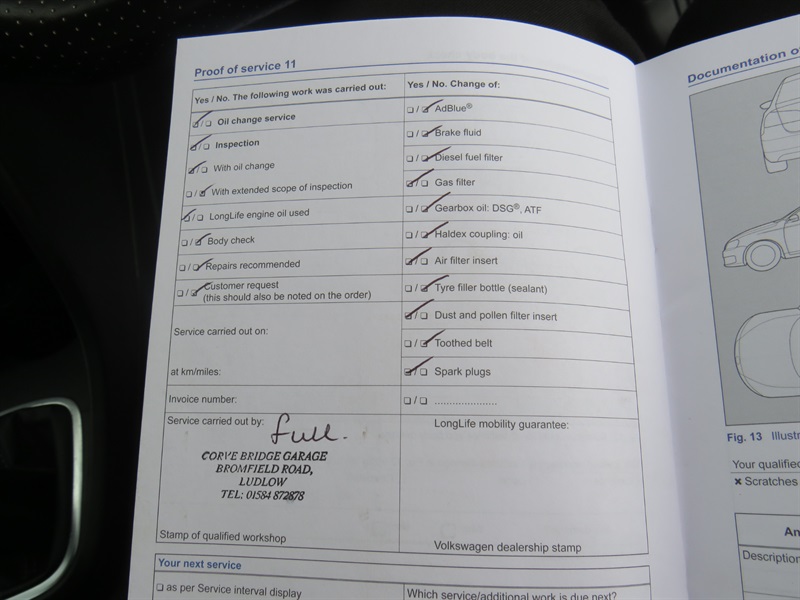 Proof of service 11
Yes / No. The following work was carried out:
Oil change service
Inspection
With oil change
With extended scope of inspection
LongLife engine oil used
Body check
Repairs recommended
Customer request
(this should also be noted on the order)
Service carried out on:
at km/miles:
Invoice number:
Service carried out by: full.
CORVE BRIDGE GARAGE
BROMFIELD ROAD,
LUDLOW
TEL: 01584 872878
Stamp of qualified workshop
Yes / No. Change of:
AdBlue®
Brake fluid
Diesel fuel filter
Gas filter
Gearbox oil: DSG®, ATF
Haldex coupling: oil
Air filter insert
Tyre filler bottle (sealant)
Dust and pollen filter insert
Toothed belt
Spark plugs
.....................
LongLife mobility guarantee:
Volkswagen dealership stamp
Your next service
as per Service interval display
Which service/additional work is due next?
Documentation o
Fig. 13 Illustr
Your qualified
✖ Scratches
An
Description